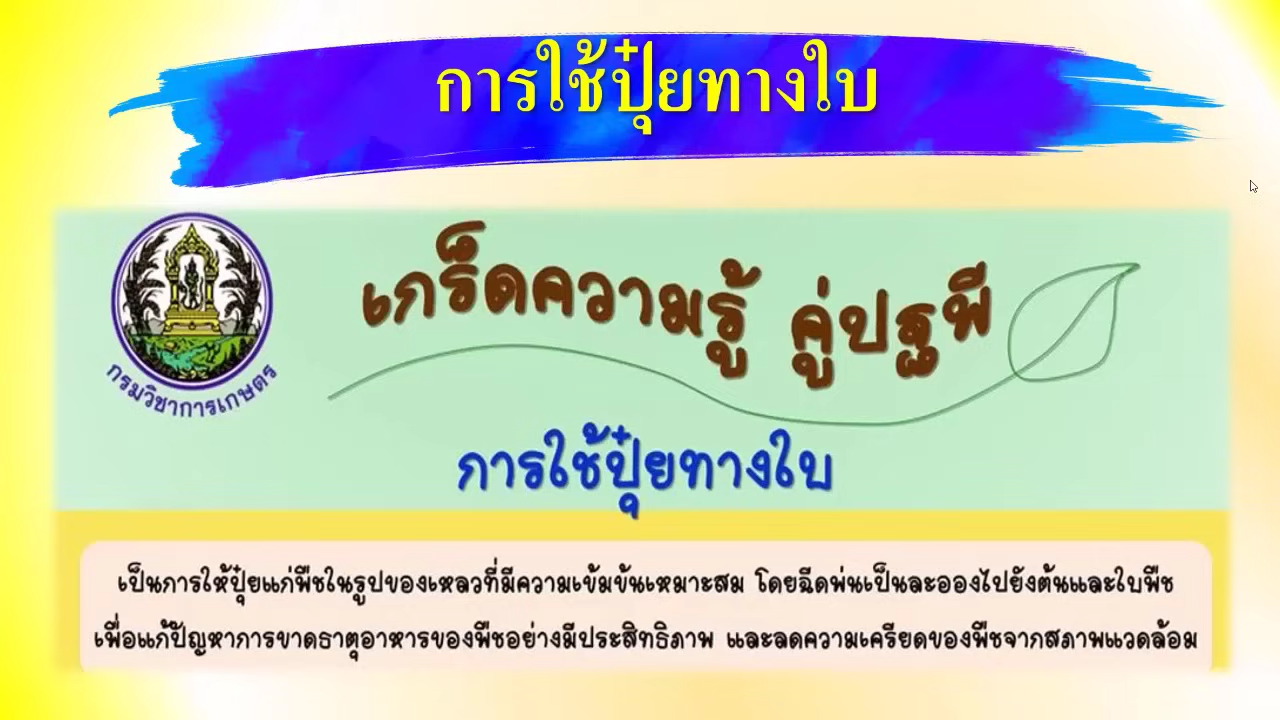 การใช้ปุ๋ยทางใบ
เกร็ดความรู้ คู่ปฐพี
กรมวิชาการเกษตร
การใช้ปุ๋ยทางใบ
เป็นการให้ปุ๋ยแก่พืชในรูปของเหลวที่มีความเข้มข้นเหมาะสม โดยฉีดพ่นเป็นละอองไปยังต้นและใบพืช
เพื่อแก้ปัญหาการขาดธาตุอาหารของพืชอย่างมีประสิทธิภาพ และลดความเครียดของพืชจากสภาพแวดล้อม